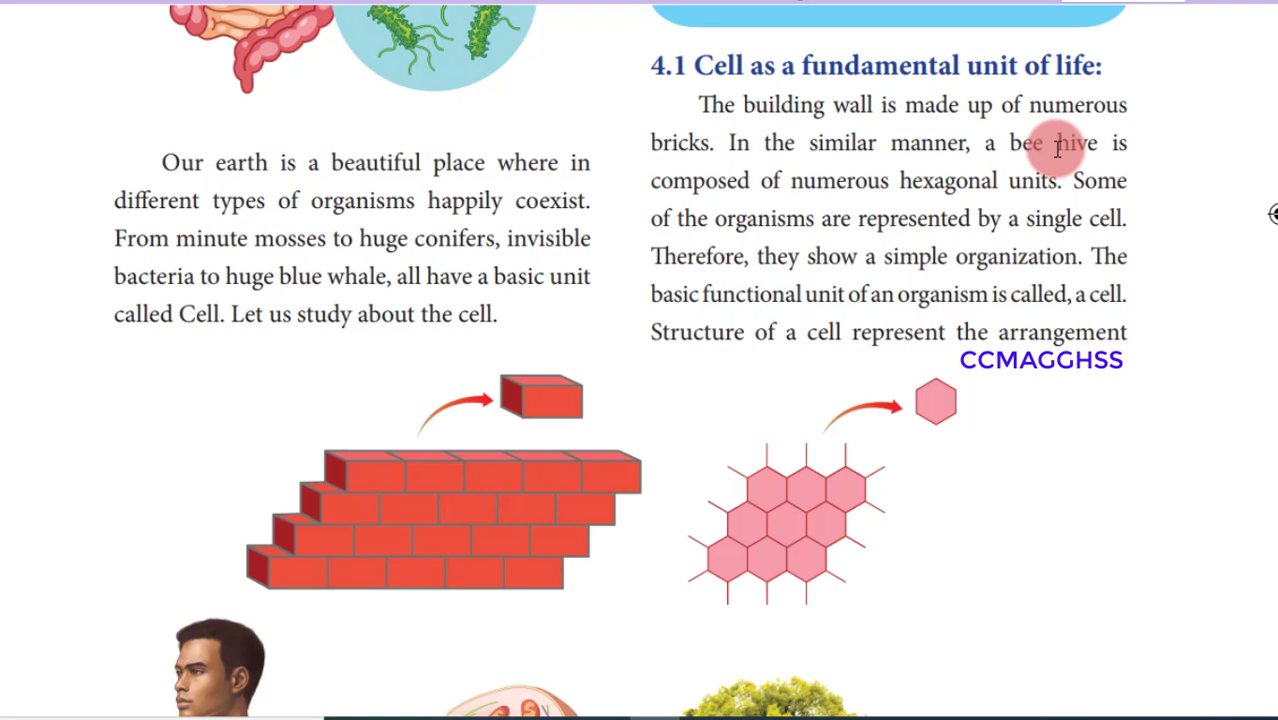 Our earth is a beautiful place where in
different types of organisms happily coexist.
From minute mosses to huge conifers, invisible
bacteria to huge blue whale, all have a basic unit
called Cell. Let us study about the cell.
4.1 Cell as a fundamental unit of life:
The building wall is made up of numerous
bricks. In the similar manner, a bee hive is
composed of numerous hexagonal units. Some
of the organisms are represented by a single cell.
Therefore, they show a simple organization. The
basic functional unit of an organism is called, a cell.
Structure of a cell represent the arrangement
CCMAGGHSS